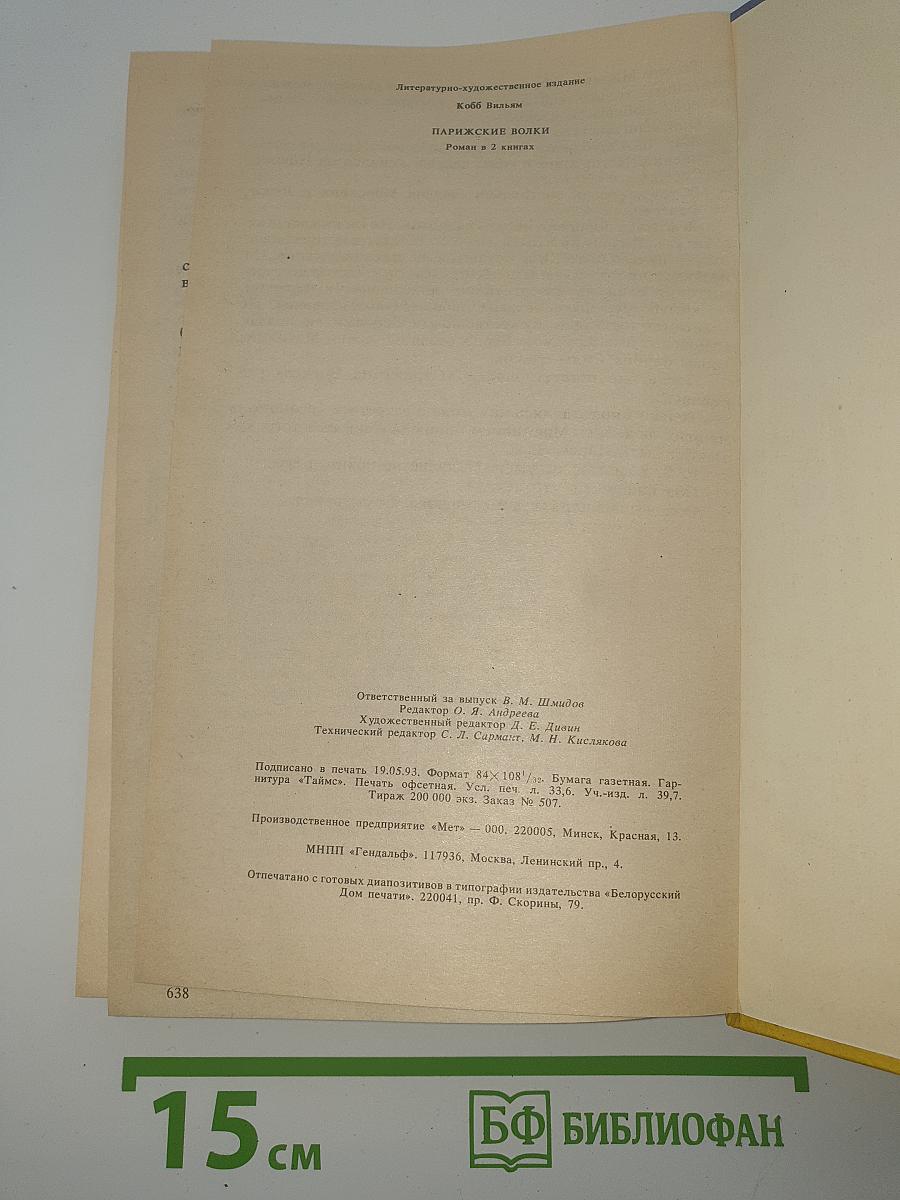 Литературно-художественное издание
Кобб Вильям
ПАРИЖСКИЕ ВОЛКИ
Роман в 2 книгах
Ответственный за выпуск В. М. Шмидов
Редактор О. Я. Андреева
Художественный редактор Д. Е. Дивин
Технический редактор С. Л. Сармант, М. Н. Кислякова
Подписано в печать 19.05.93. Формат 84×108¹/₃₂. Бумага газетная. Гар-
нитура «Таймс». Печать офсетная. Усл. печ. л. 33,6. Уч.-изд. л. 39,7.
Тираж 200 000 экз. Заказ № 507.
Производственное предприятие «Мет» — ООО. 220005, Минск, Красная, 13.
МНПП «Гендальф». 117936, Москва, Ленинский пр., 4.
Отпечатано с готовых диапозитивов в типографии издательства «Белорусский
Дом печати». 220041, пр. Ф. Скорины, 79.
638
15 см
БФ БИБЛИОФАН